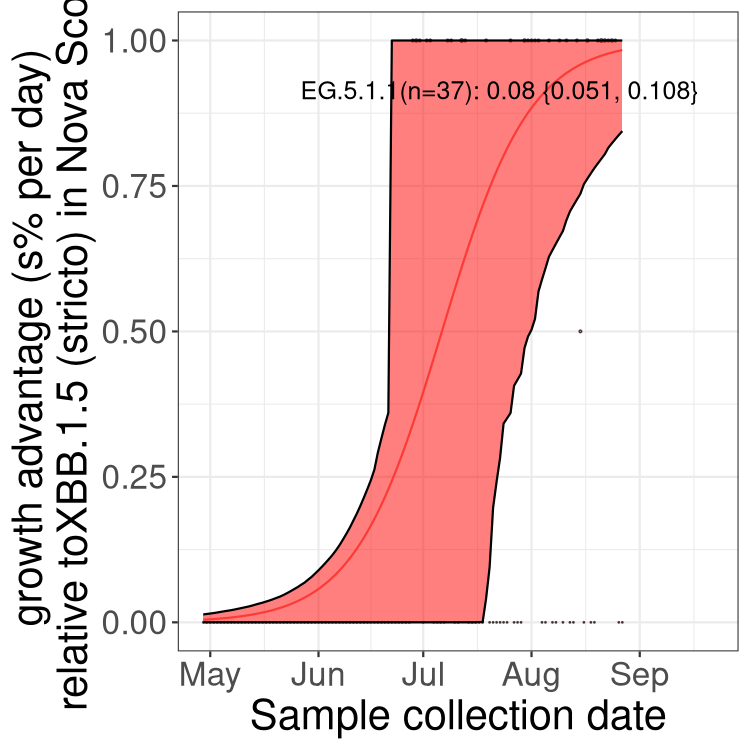 growth advantage (s% per day)
relative toXBB.1.5 (stricto) in Nova Sco
1.00
0.75
0.50
0.25
0.00
EG.5.1.1(n=37): 0.08 {0.051, 0.108}
May Jun Jul Aug Sep
Sample collection date